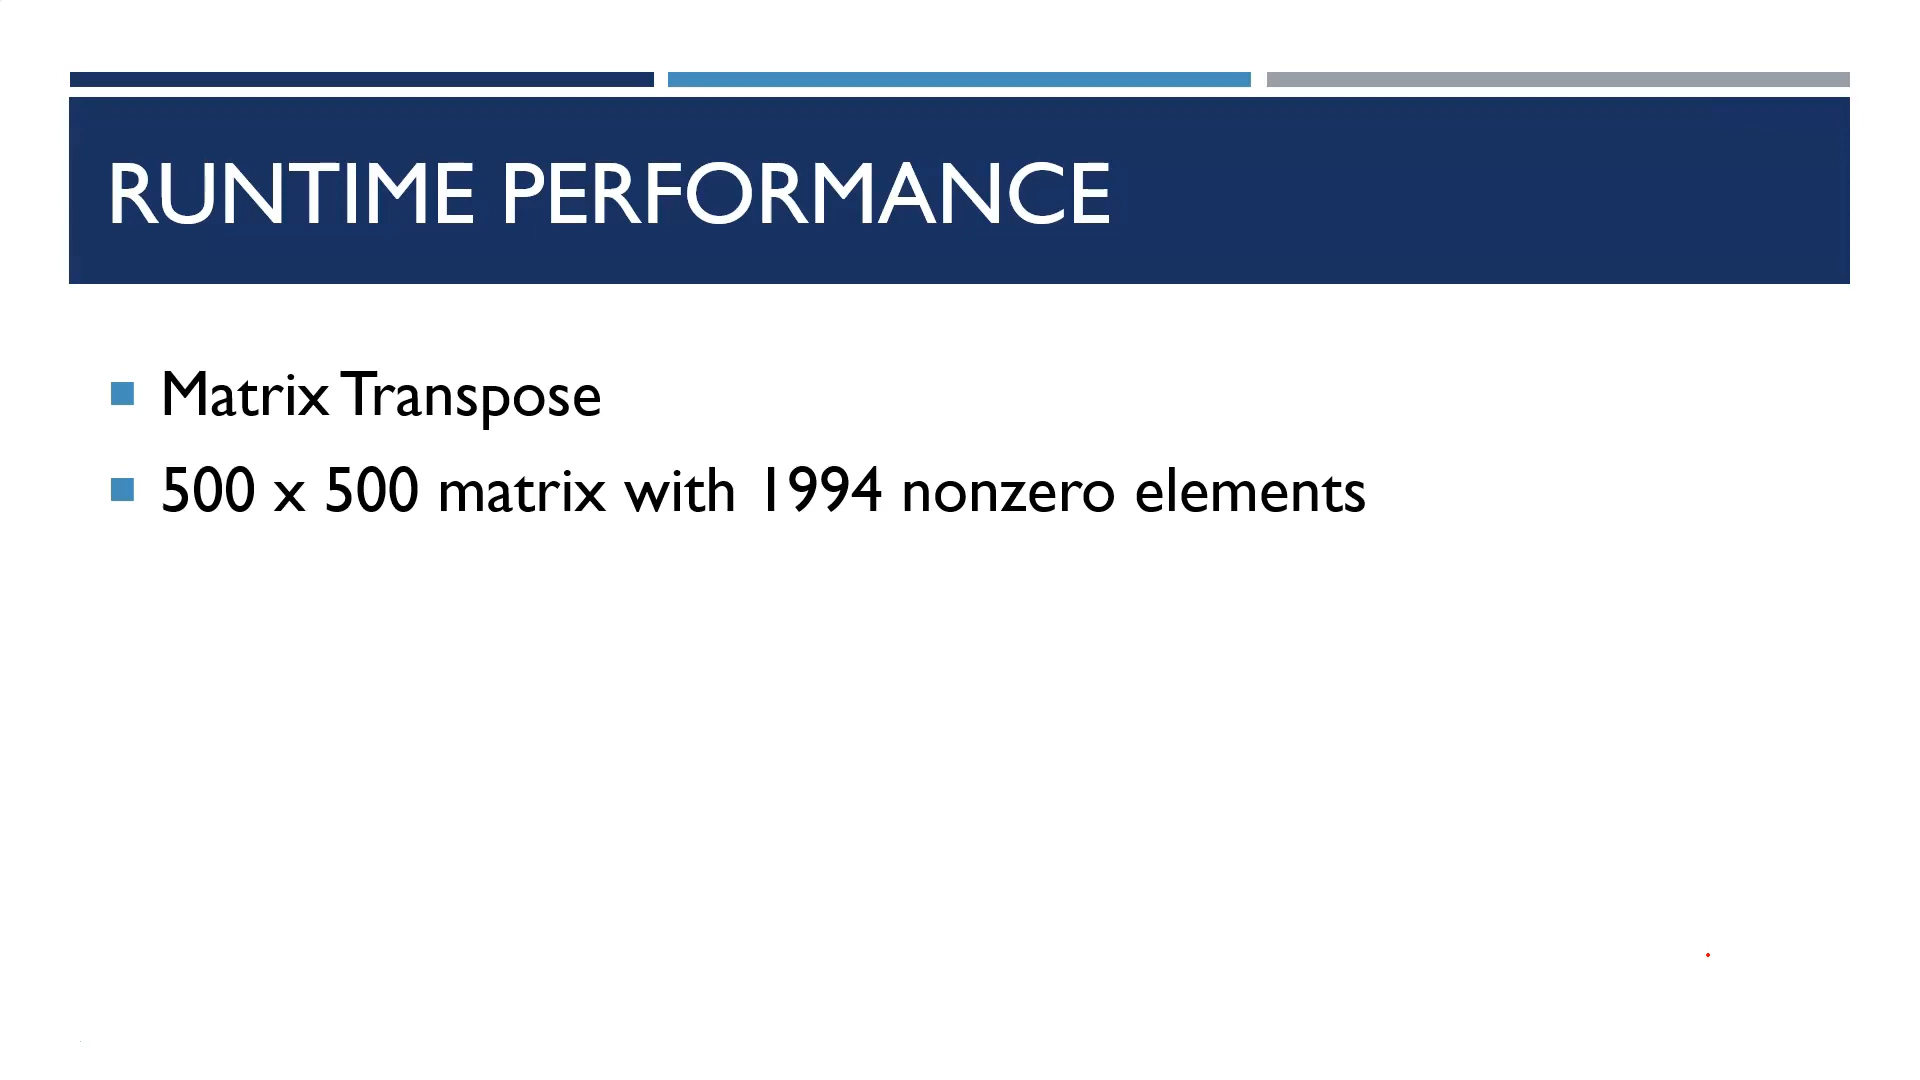 RUNTIME PERFORMANCE
Matrix Transpose
500 x 500 matrix with 1994 nonzero elements